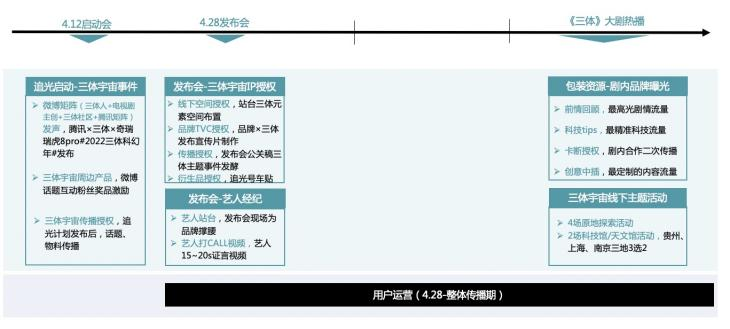 4.12启动会
4.28发布会
《三体》大剧热播
追光启动-三体宇宙事件
➢ 微博矩阵（三体人+电视剧
主创+三体社区+腾讯矩阵）
发声，腾讯×三体×奇瑞
瑞虎8pro#2022三体科幻
年#发布
➢ 三体宇宙周边产品，微博
话题互动粉丝奖品激励
➢ 三体宇宙传播授权，追
光计划发布后，话题、
物料传播
发布会-三体宇宙IP授权
➢ 线下空间授权，站台三体元
素空间布置
➢ 品牌TVC授权，品牌×三体
发布宣传片制作
➢ 传播授权，发布会公关稿三
体主题事件发酵
➢ 衍生品授权，追光号车贴
发布会-艺人经纪
➢ 艺人站台，发布会现场为
品牌撑腰
➢ 艺人打CALL视频，艺人
15~20s证言视频
包装资源-剧内品牌曝光
➢ 前情回顾，最高光剧情流量
➢ 科技tips，最精准科技流量
➢ 卡断授权，剧内合作二次传播
➢ 创意中插，最定制的内容流量
三体宇宙线下主题活动
➢ 4场原地探索活动
➢ 2场科技馆/天文馆活动，贵州、
上海、南京三地3选2
用户运营（4.28-整体传播期）